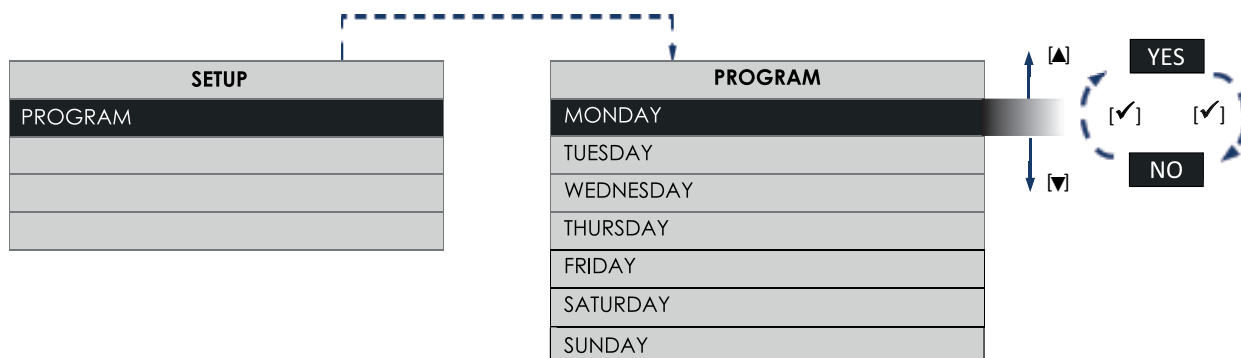 SETUP
PROGRAM
PROGRAM
MONDAY
TUESDAY
WEDNESDAY
THURSDAY
FRIDAY
SATURDAY
SUNDAY
[▲]
[▼]
YES
[✓] [✓]
NO